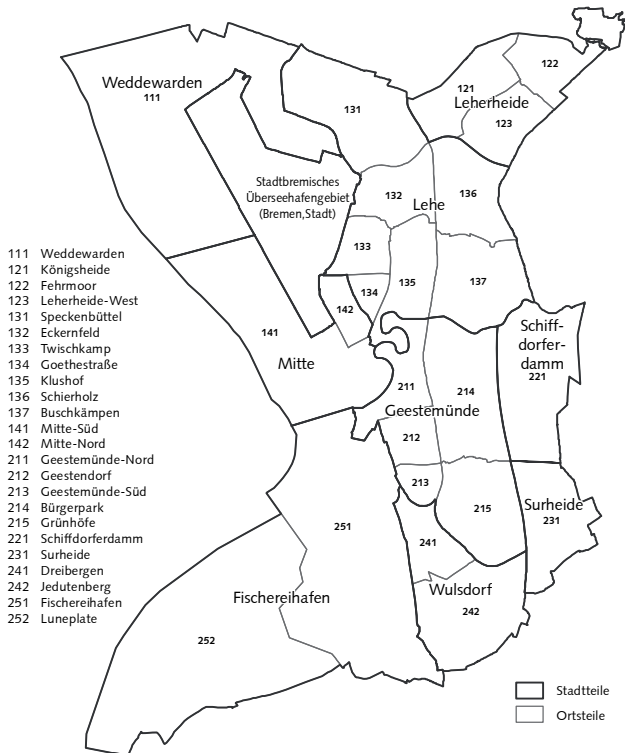 122
Weddewarden
111
121
Leherheide
123
131
Stadtbremisches
Überseehafengebiet
(Bremen,Stadt)
132
136
Lehe
133
134
135
137
142
141
Mitte
111 Weddewarden
121 Königsheide
122 Fehrmoor
123 Leherheide-West
131 Speckenbüttel
132 Eckernfeld
133 Twischkamp
134 Goethestraße
135 Klushof
136 Schierholz
137 Buschkämpen
141 Mitte-Süd
142 Mitte-Nord
211 Geestemünde-Nord
212 Geestendorf
213 Geestemünde-Süd
214 Bürgerpark
215 Grünhöfe
221 Schiffdorferdamm
231 Surheide
241 Dreibergen
242 Jedutenberg
251 Fischereihafen
252 Luneplate
Schiff-
dorfer-
damm
221
211
214
Geestemünde
212
213
215
Surheide
231
251
241
Fischereihafen
Wulsdorf
242
252
Stadtteile
Ortsteile